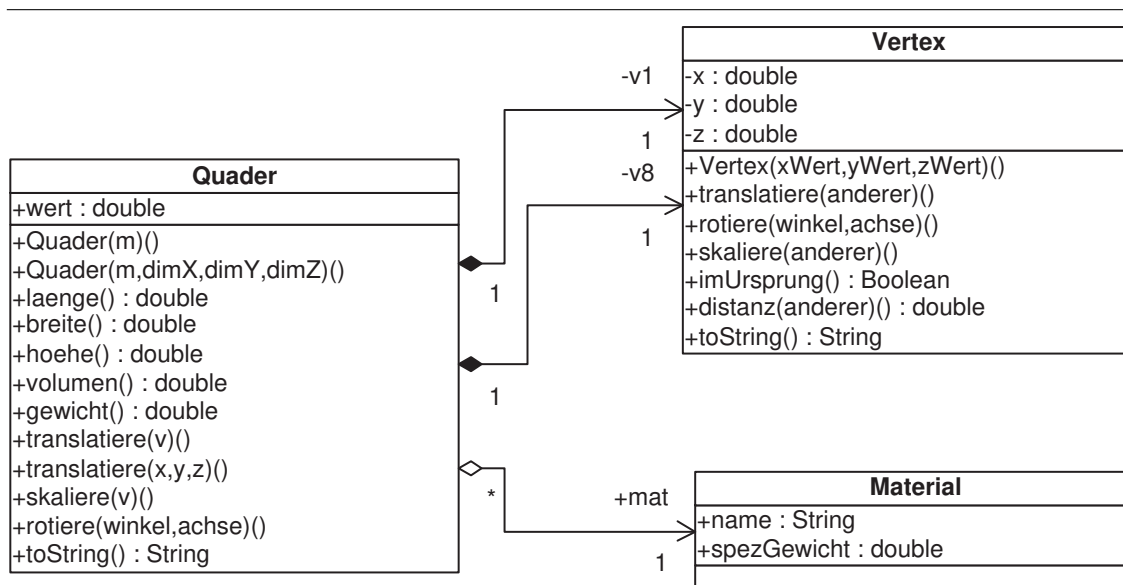 Vertex
-x : double
-y : double
-z : double
+Vertex(xWert,yWert,zWert)()
+translatiere(anderer)()
+rotiere(winkel,achse)()
+skaliere(anderer)()
+imUrsprung() : Boolean
+distanz(anderer)() : double
+toString() : String
-v1
1
-v8
1
Quader
+wert : double
+Quader(m)()
+Quader(m,dimX,dimY,dimZ)()
+laenge() : double
+breite() : double
+hoehe() : double
+volumen() : double
+gewicht() : double
+translatiere(v)()
+translatiere(x,y,z)()
+skaliere(v)()
+rotiere(winkel,achse)()
+toString() : String
1
1
*
+mat
1
Material
+name : String
+spezGewicht : double